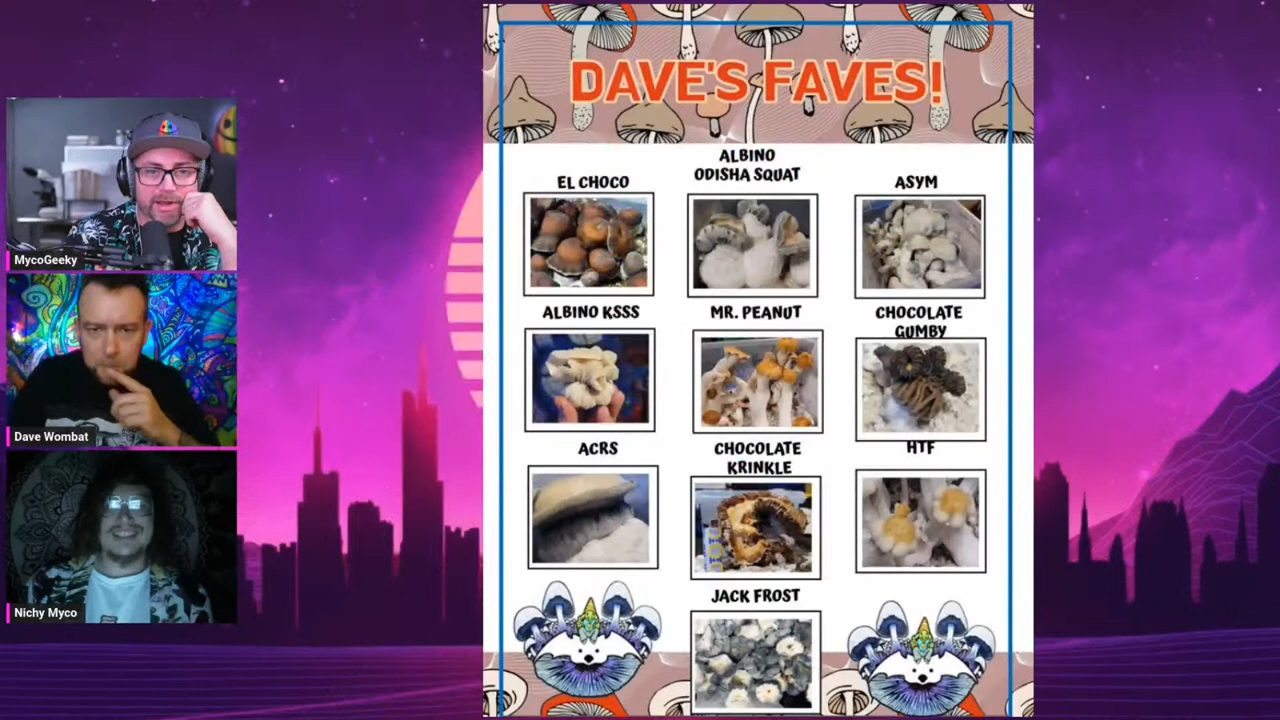 DAVE'S FAVES!
EL CHOCO
ALBINO
ODISHA SQUAT
ASYM
ALBINO KSSS
MR. PEANUT
CHOCOLATE
GUMBY
ACRS
CHOCOLATE
KRINKLE
HTF
JACK FROST
MycoGeeky
Dave Wombat
Nichy Myco